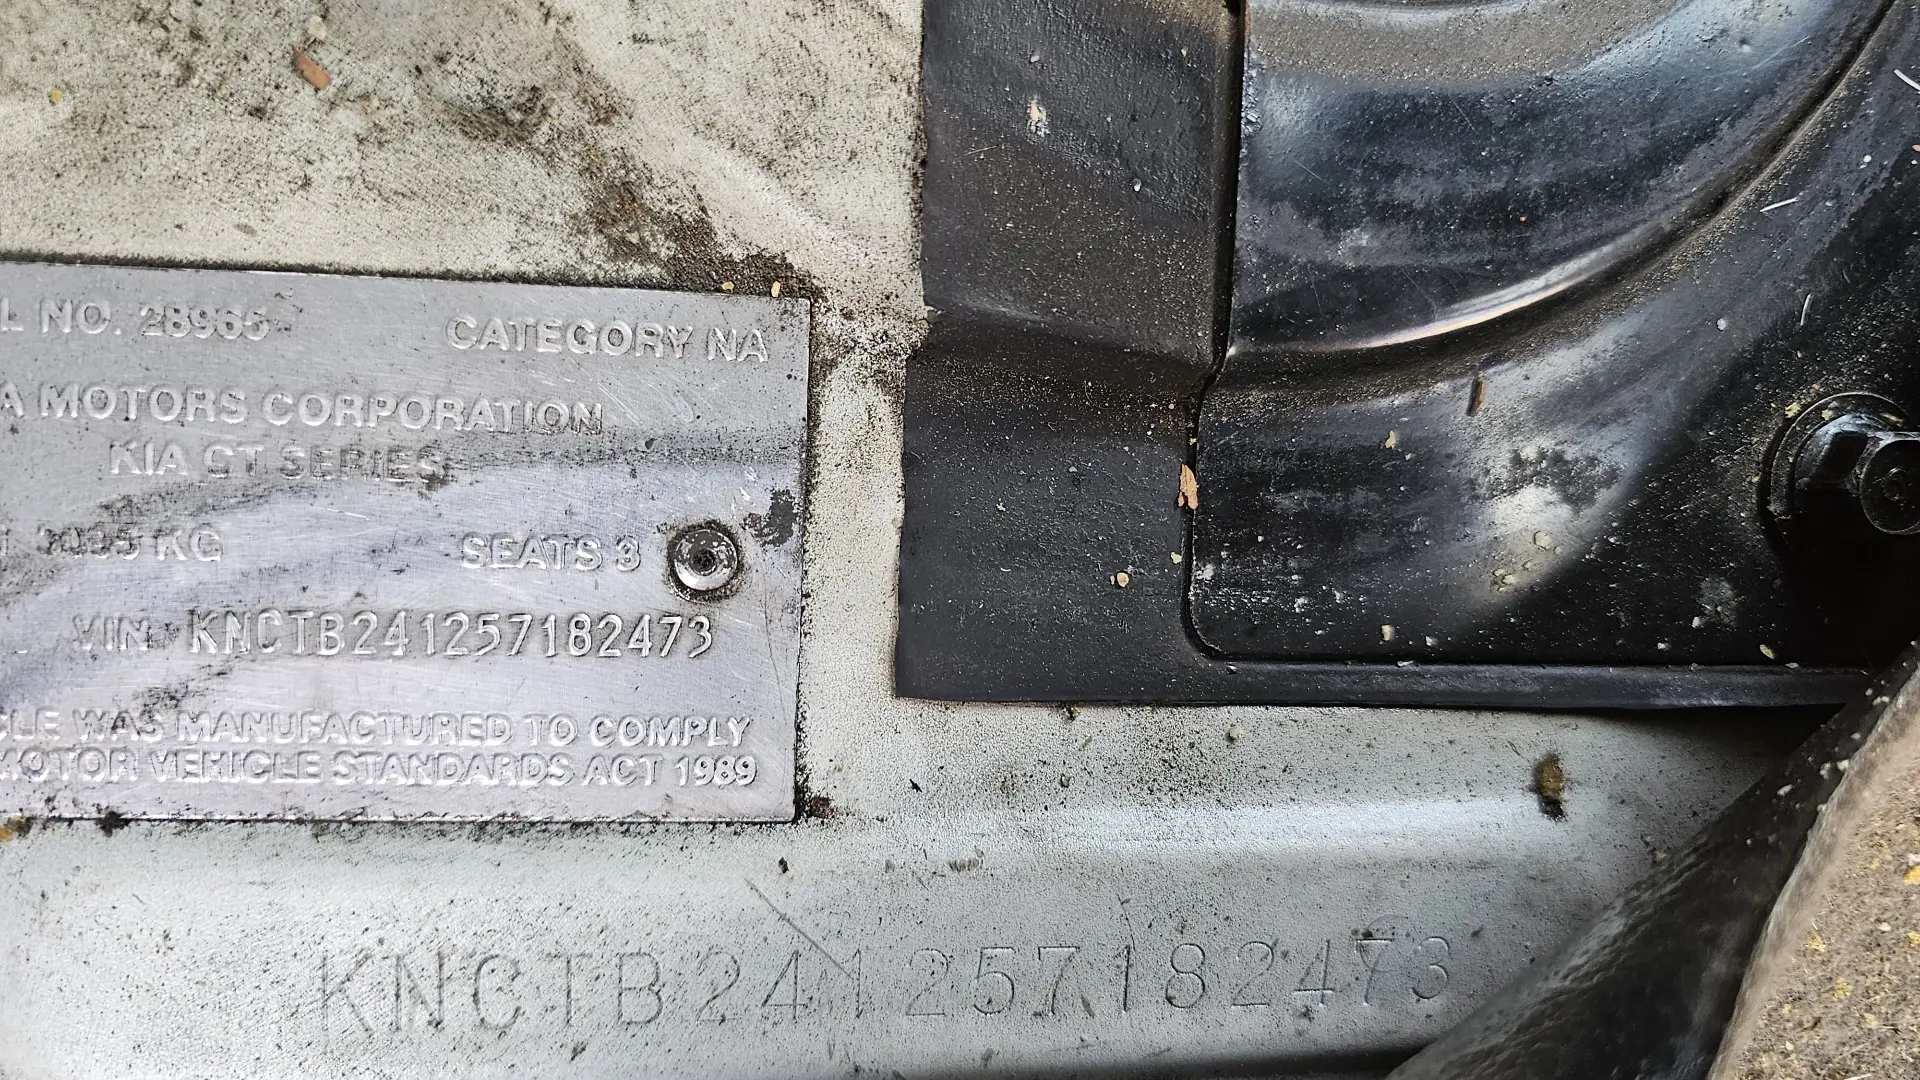 L NO. 28965 CATEGORY NA
A MOTORS CORPORATION
KIA CT SERIES
KG SEATS 3
VIN KNCTB241257182473
CLE WAS MANUFACTURED TO COMPLY
MOTOR VEHICLE STANDARDS ACT 1989
KNCTB241257182473